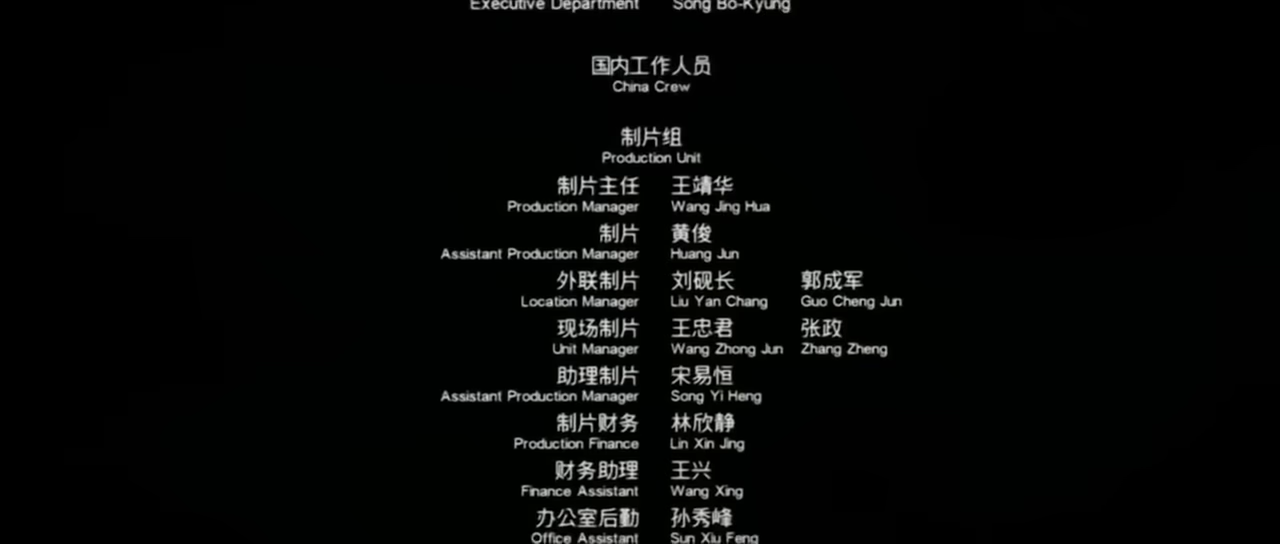 Executive Department Song Bo-Kyung
国内工作人员
China Crew
制片组
Production Unit
制片主任 王靖华
Production Manager Wang Jing Hua
制片 黄俊
Assistant Production Manager Huang Jun
外联制片 刘砚长 郭成军
Location Manager Liu Yan Chang Guo Cheng Jun
现场制片 王忠君 张政
Unit Manager Wang Zhong Jun Zhang Zheng
助理制片 宋易恒
Assistant Production Manager Song Yi Heng
制片财务 林欣静
Production Finance Lin Xin Jing
财务助理 王兴
Finance Assistant Wang Xing
办公室后勤 孙秀峰
Office Assistant Sun Xiu Feng